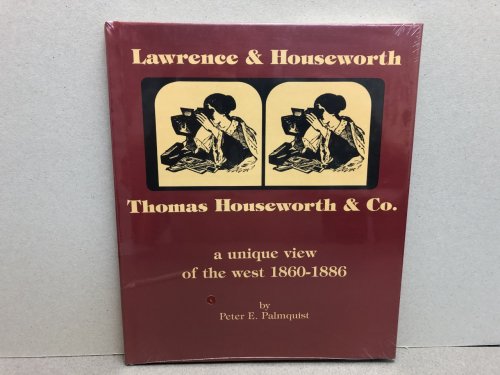 Lawrence & Houseworth
Thomas Houseworth & Co.
a unique view
of the west 1860-1886
by
Peter E. Palmquist